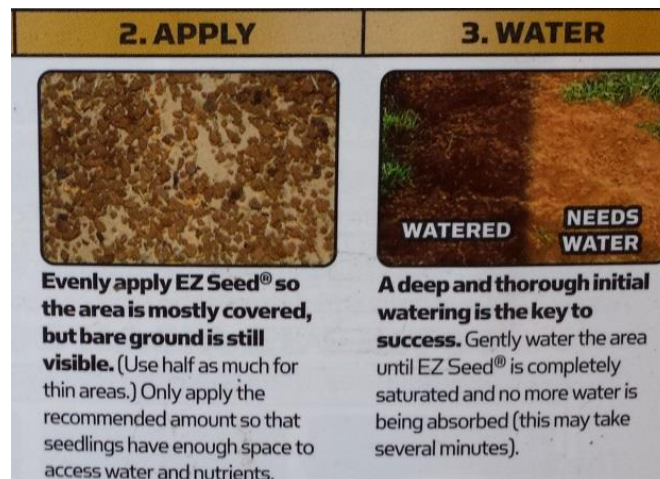 2. APPLY
3. WATER
WATERED
NEEDS
WATER
Evenly apply EZ Seed® so
the area is mostly covered,
but bare ground is still
visible. (Use half as much for
thin areas.) Only apply the
recommended amount so that
seedlings have enough space to
access water and nutrients.
A deep and thorough initial
watering is the key to
success. Gently water the area
until EZ Seed® is completely
saturated and no more water is
being absorbed (this may take
several minutes).